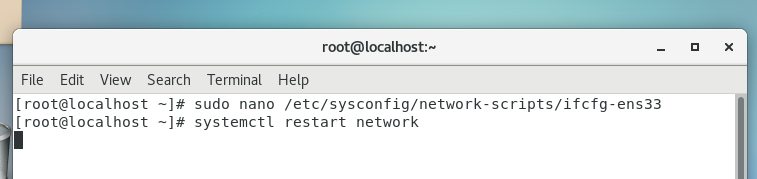 root@localhost:~
File Edit View Search Terminal Help
[root@localhost ~]# sudo nano /etc/sysconfig/network-scripts/ifcfg-ens33
[root@localhost ~]# systemctl restart network